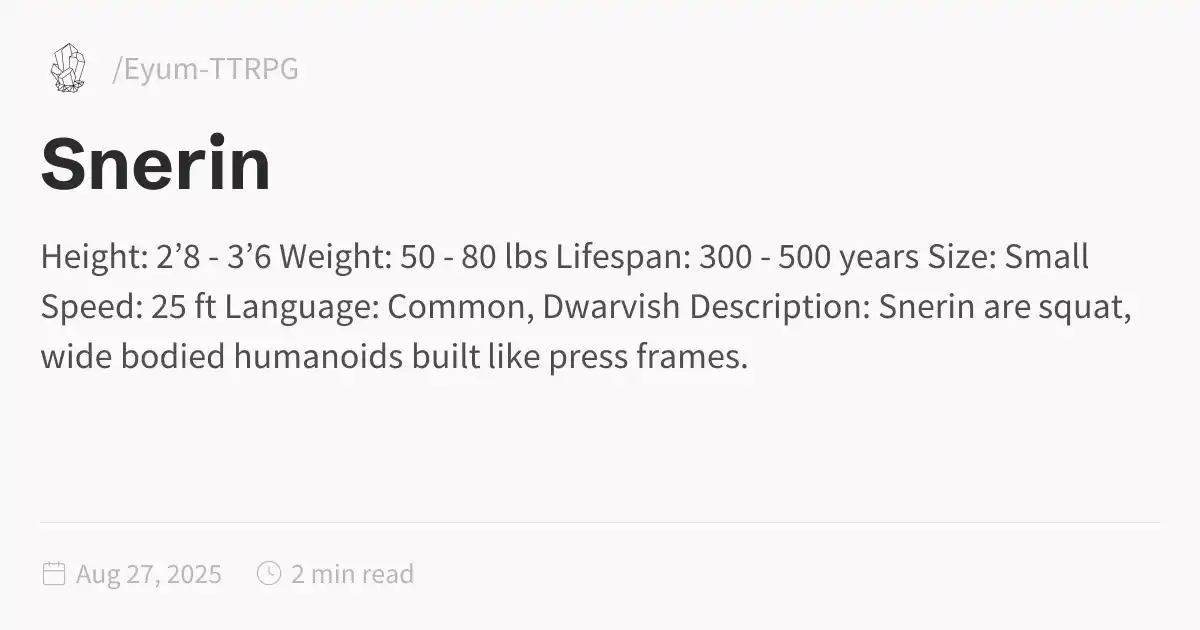 /Eyum-TTRPG
Snerin
Height: 2’8 - 3’6 Weight: 50 - 80 lbs Lifespan: 300 - 500 years Size: Small
Speed: 25 ft Language: Common, Dwarvish Description: Snerin are squat,
wide bodied humanoids built like press frames.
Aug 27, 2025 2 min read